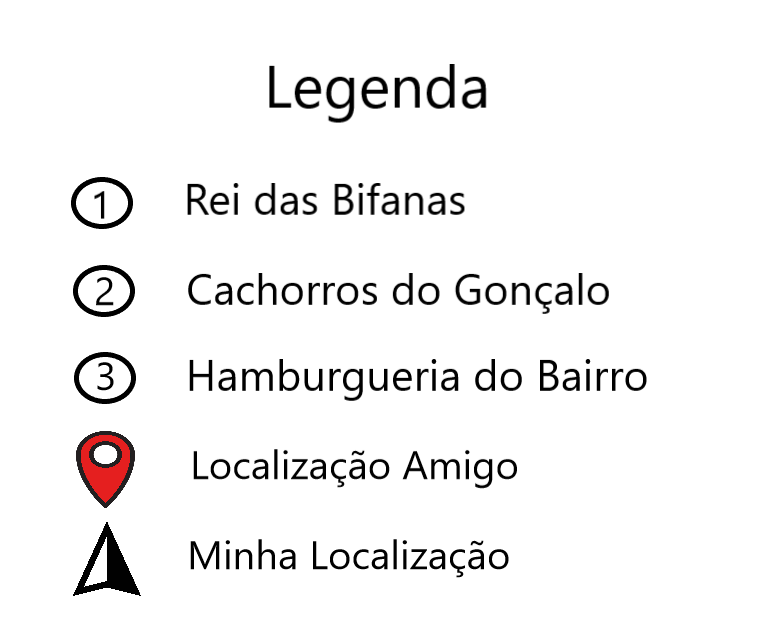 Legenda
1 Rei das Bifanas
2 Cachorros do Gonçalo
3 Hamburgueria do Bairro
Localização Amigo
Minha Localização